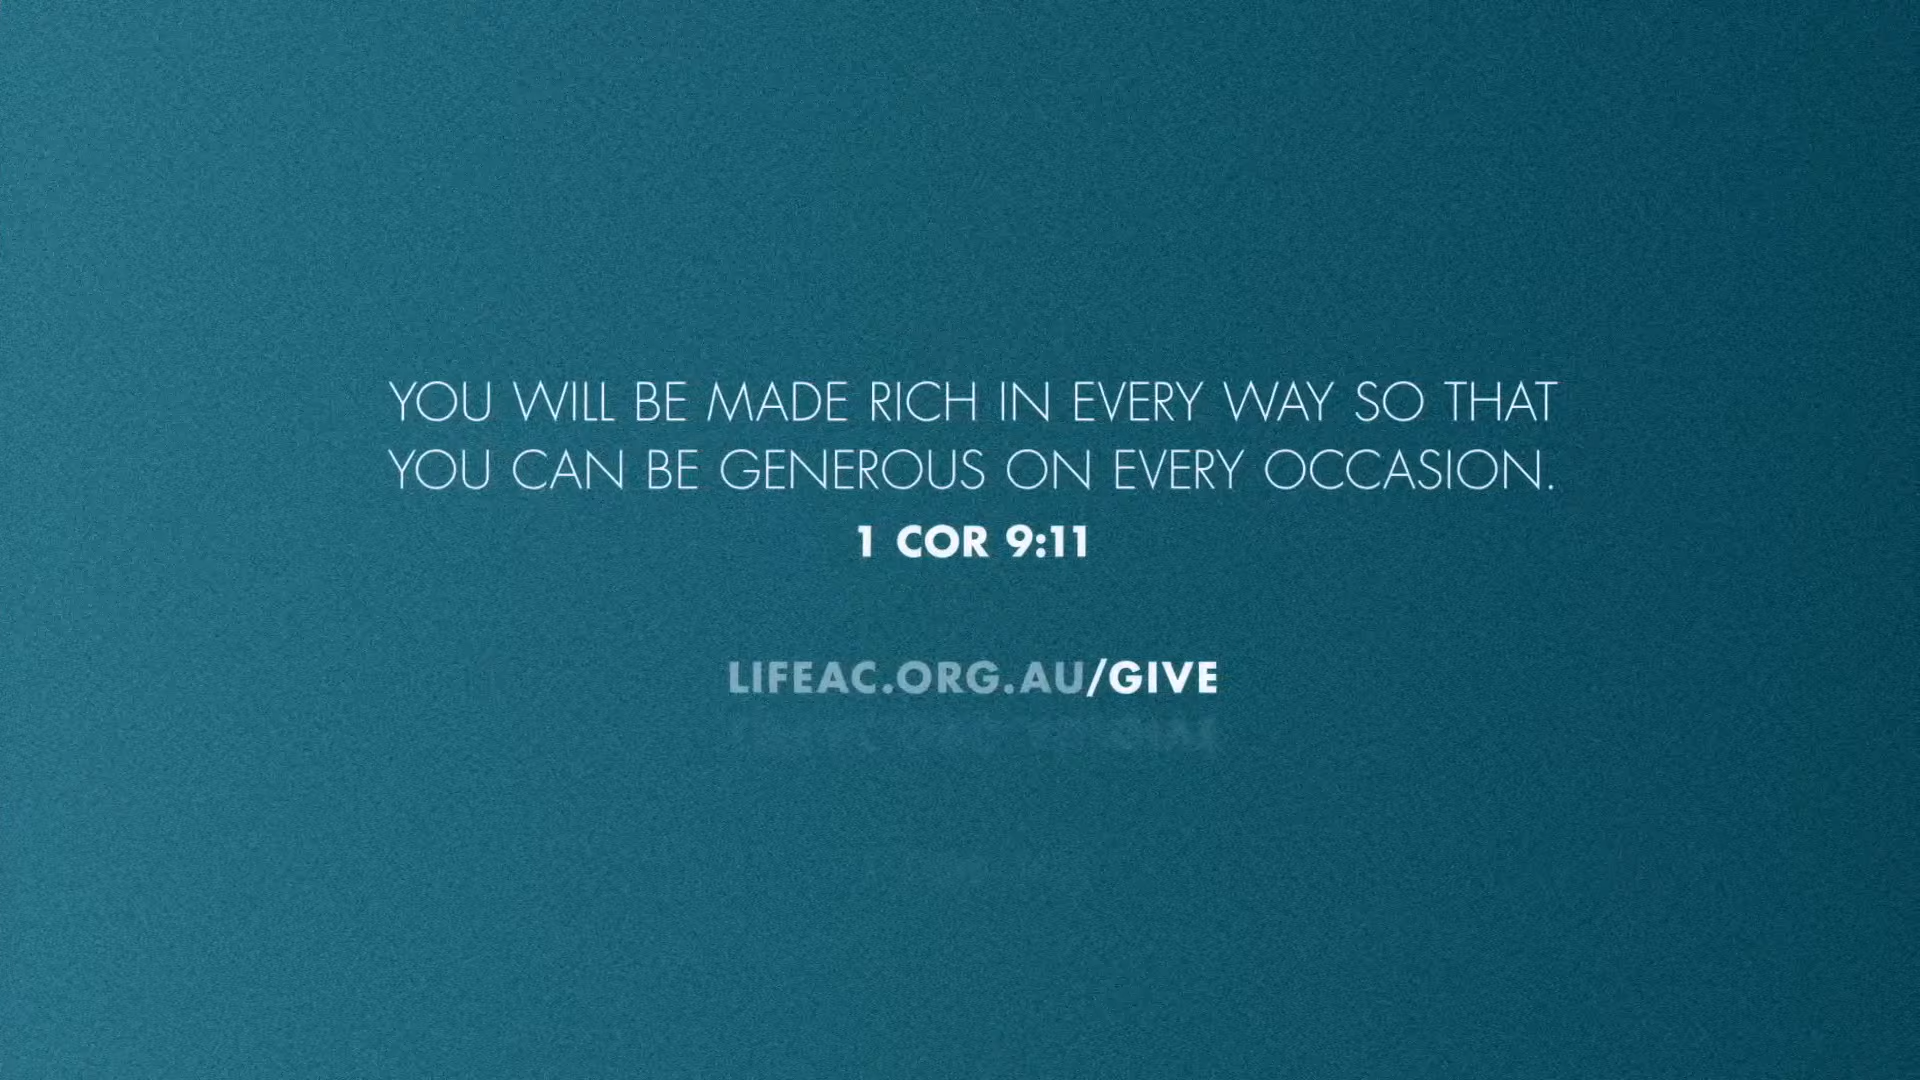 YOU WILL BE MADE RICH IN EVERY WAY SO THAT
YOU CAN BE GENEROUS ON EVERY OCCASION.
1 COR 9:11
LIFEAC.ORG.AU/GIVE